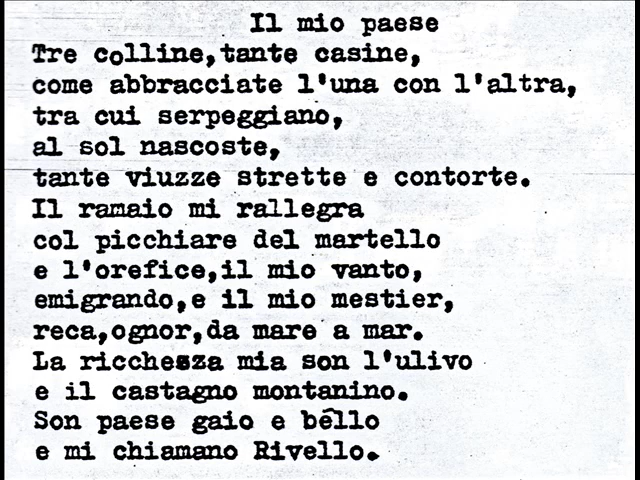 Il mio paese
Tre colline,tante casine,
come abbracciate l'una con l'altra,
tra cui serpeggiano,
al sol nascoste,
tante viuzze strette e contorte.
Il ramaio mi rallegra
col picchiare del martello
e l'orefice,il mio vanto,
emigrando,e il mio mestier,
reca,ognor,da mare a mar.
La ricchezza mia son l'ulivo
e il castagno montanino.
Son paese gaio e bello
e mi chiamano Rivello.